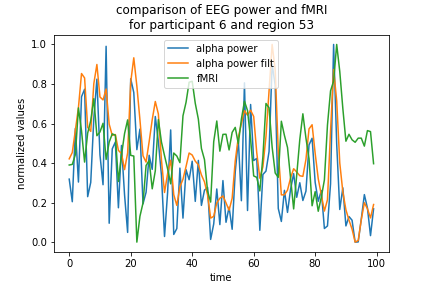 comparison of EEG power and fMRI
for participant 6 and region 53
alpha power
alpha power filt
fMRI
normalized values
1.0
0.8
0.6
0.4
0.2
0.0
0 20 40 60 80 100
time